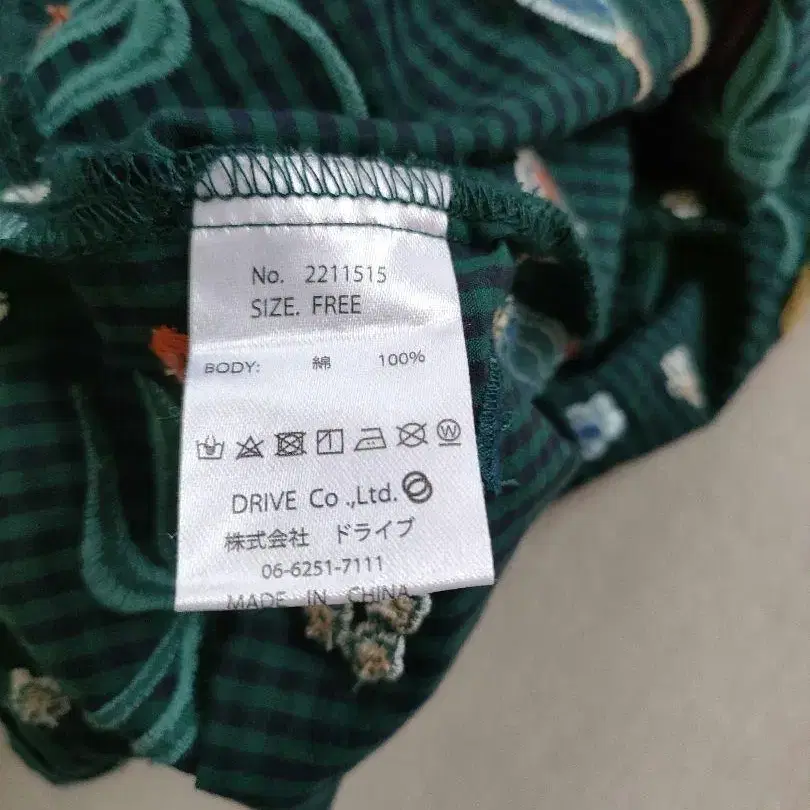 No. 2211515
SIZE. FREE
BODY: 綿 100%
W
DRIVE Co .,Ltd.
株式会社 ドライブ
06-6251-7111
MADE IN CHINA